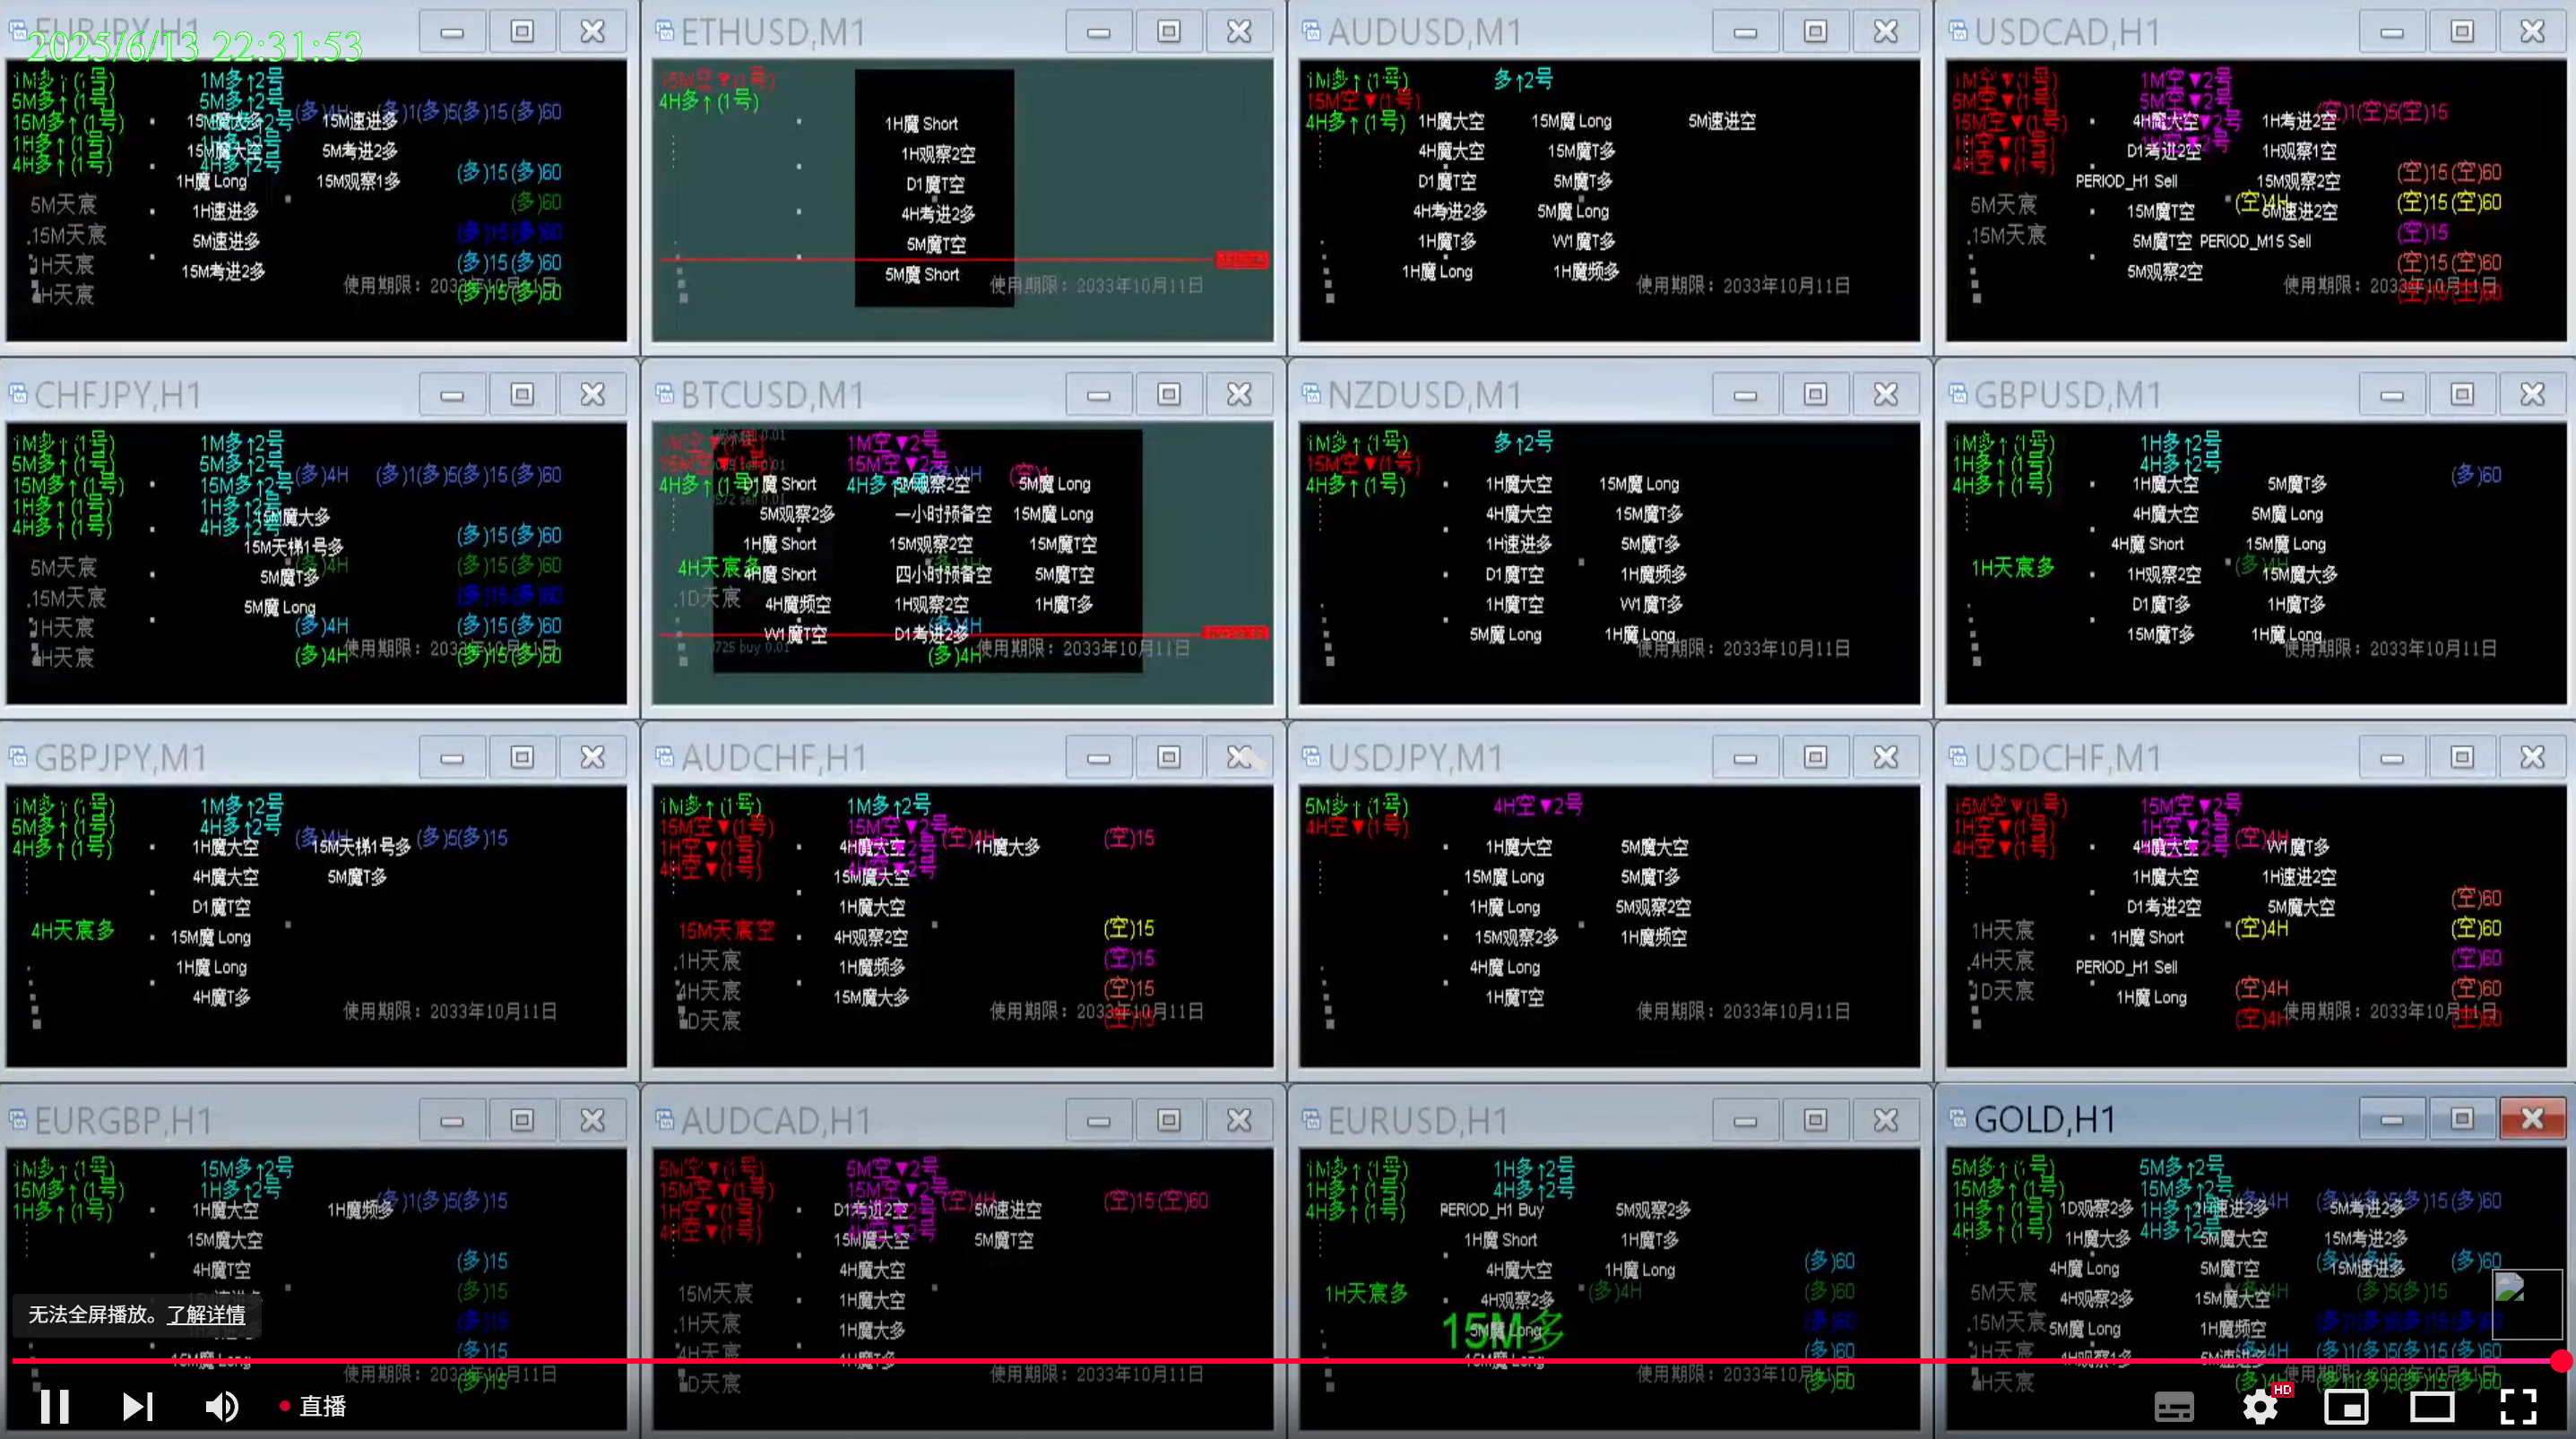 2025/6/13 22:31:53
EURJPY,H1
1M多↑(1号) 1M多↑2号
5M多↑(1号) 5M多↑2号 (多)4H (多)1(多)5(多)15(多)60
15M多↑(1号) 15M魔大多 15M速进多
1H多↑(1号) 15M魔大空 5M考进2多
4H多↑(1号) 4H多↑2号 (多)15(多)60
1H魔 Long 15M观察1多
5M天宸 1H速进多 (多)60
15M天宸 5M速进多 (多)15(多)60
1H天宸 15M考进2多 (多)15(多)60
4H天宸 使用期限：2033年10月11日 (多)15(多)60
ETHUSD,M1
15M空▼(1号)
4H多↑(1号)
1H魔 Short
1H观察2空
D1魔T空
4H考进2多
5M魔T空
5M魔 Short
使用期限：2033年10月11日
AUDUSD,M1
1M多↑(1号) 多↑2号
15M空▼(1号)
4H多↑(1号) 1H魔大空 15M魔 Long 5M速进空
4H魔大空 15M魔T多
D1魔T空 5M魔T多
4H考进2多 5M魔 Long
1H魔T多 W1魔T多
1H魔 Long 1H魔频多
使用期限：2033年10月11日
USDCAD,H1
1M空▼(1号) 1M空▼2号
5M空▼(1号) 5M空▼2号 (空)1(空)5(空)15
15M空▼(1号) 4H魔大空 1H考进2空
1H空▼(1号) D1考进2空 1H观察1空
4H空▼(1号) (空)15(空)60
PERIOD_H1 Sell 15M观察2空
5M天宸 15M魔T空 (空)4H 5M速进2空 (空)15(空)60
15M天宸 5M魔T空 PERIOD_M15 Sell (空)15
5M观察2空 (空)15(空)60
使用期限：2033年10月11日
CHFJPY,H1
1M多↑(1号) 1M多↑2号
5M多↑(1号) 5M多↑2号 (多)4H (多)1(多)5(多)15(多)60
15M多↑(1号) 15M多↑2号
1H多↑(1号) 1H多↑2号
15M魔大多
4H多↑(1号) 4H多↑2号 (多)15(多)60
15M天梯1号多
5M天宸 5M魔T多 (多)4H (多)15(多)60
15M天宸 5M魔 Long (多)15(多)60
1H天宸 (多)4H (多)15(多)60
4H天宸 (多)4H 使用期限：2033年10月11日 (多)15(多)60
BTCUSD,M1
1M空▼2号
15M空▼(1号) 15M空▼2号
4H多↑(1号) D1魔 Short 5M观察2空 5M魔 Long
5M观察2多 一小时预备空 15M魔 Long
1H魔 Short 15M观察2空 15M魔T空
4H天宸多 4H魔 Short 四小时预备空 5M魔T空
1D天宸 4H魔频空 1H观察2空 1H魔T多
W1魔T空 D1考进2多
(多)4H 使用期限：2033年10月11日
NZDUSD,M1
1M多↑(1号) 多↑2号
15M空▼(1号)
4H多↑(1号) 1H魔大空 15M魔 Long
4H魔大空 15M魔T多
1H速进多 5M魔T多
D1魔T空 1H魔频多
1H魔T空 W1魔T多
5M魔 Long 1H魔 Long
使用期限：2033年10月11日
GBPUSD,M1
1M多↑(1号) 1H多↑2号
1H多↑(1号) 4H多↑2号 (多)60
4H多↑(1号) 1H魔大空 5M魔T多
4H魔大空 5M魔 Long
4H魔 Short 15M魔 Long
1H天宸多 1H观察2空 (多)4H 15M魔大多
D1魔T多 1H魔T多
15M魔T多 1H魔 Long
使用期限：2033年10月11日
GBPJPY,M1
1M多↑(1号) 1M多↑2号
5M多↑(1号) 4H多↑2号 (多)4H (多)5(多)15
4H多↑(1号) 1H魔大空 15M天梯1号多
4H魔大空 5M魔T多
D1魔T空
4H天宸多 15M魔 Long
1H魔 Long
4H魔T多
使用期限：2033年10月11日
AUDCHF,H1
1M多↑(1号) 1M多↑2号
15M空▼(1号) 15M空▼2号 (空)4H (空)15
1H空▼(1号) 4H魔大空 1H魔大多
4H空▼(1号) 15M魔大空
1H魔大空
15M天宸空 4H观察2空 (空)15
1H天宸 1H魔频多 (空)15
4H天宸 15M魔大多 (空)15
1D天宸 使用期限：2033年10月11日
USDJPY,M1
5M多↑(1号) 4H空▼2号
4H空▼(1号)
1H魔大空 5M魔大空
15M魔 Long 5M魔T多
1H魔 Long 5M观察2空
15M观察2多 1H魔频空
4H魔 Long
1H魔T空
使用期限：2033年10月11日
USDCHF,M1
15M空▼(1号) 15M空▼2号
1H空▼(1号) 1H空▼2号 (空)4H
4H空▼(1号) 4H魔大空 W1魔T多
1H魔大空 1H速进2空
D1考进2空 5M魔大空 (空)60
1H天宸 1H魔 Short (空)4H (空)60
4H天宸 PERIOD_H1 Sell (空)60
1D天宸 1H魔 Long (空)4H (空)60
(空)4H 使用期限：2033年10月11日 (空)60
EURGBP,H1
1M多↑(1号) 15M多↑2号
15M多↑(1号) 1H多↑2号 (多)1(多)5(多)15
1H多↑(1号) 1H魔大空 1H魔频多
15M魔大空
4H魔T空 (多)15
(多)15
无法全屏播放。了解详情 (多)15
15M魔 Long (多)15
使用期限：2033年10月11日 (多)15
AUDCAD,H1
5M空▼(1号) 5M空▼2号
15M空▼(1号) 15M空▼2号 (空)4H (空)15(空)60
1H空▼(1号) D1考进2空 5M速进空
4H空▼(1号) 15M魔大空 5M魔T空
4H魔大空
15M天宸 1H魔大空
1H天宸 1H魔大多
4H天宸 4H魔T多
1D天宸 使用期限：2033年10月11日
EURUSD,H1
1M多↑(1号) 1H多↑2号
1H多↑(1号) 4H多↑2号
4H多↑(1号) PERIOD_H1 Buy 5M观察2多
1H魔 Short 1H魔T多
4H魔大空 1H魔 Long (多)60
1H天宸多 4H观察2多 (多)4H (多)60
15M多 5M魔 Long (多)60
15M魔 Long (多)60
使用期限：2033年10月11日 (多)60
GOLD,H1
5M多↑(1号) 5M多↑2号
15M多↑(1号) 15M多↑2号 (多)4H (多)1(多)5(多)15(多)60
1H多↑(1号) 1D观察2多 1H速进2多 5M考进2多
4H多↑(1号) 1H魔大多 5M魔大空 15M考进2多
4H魔 Long 5M魔T空 15M速进多 (多)60
5M天宸 4H观察2多 15M魔大空 (多)5(多)15
15M天宸 5M魔 Long 1H魔频空
1H天宸 4H观察1多 5M速进多 (多)1(多)5(多)15(多)60
4H天宸 使用期限：2033年10月11日
直播
HD